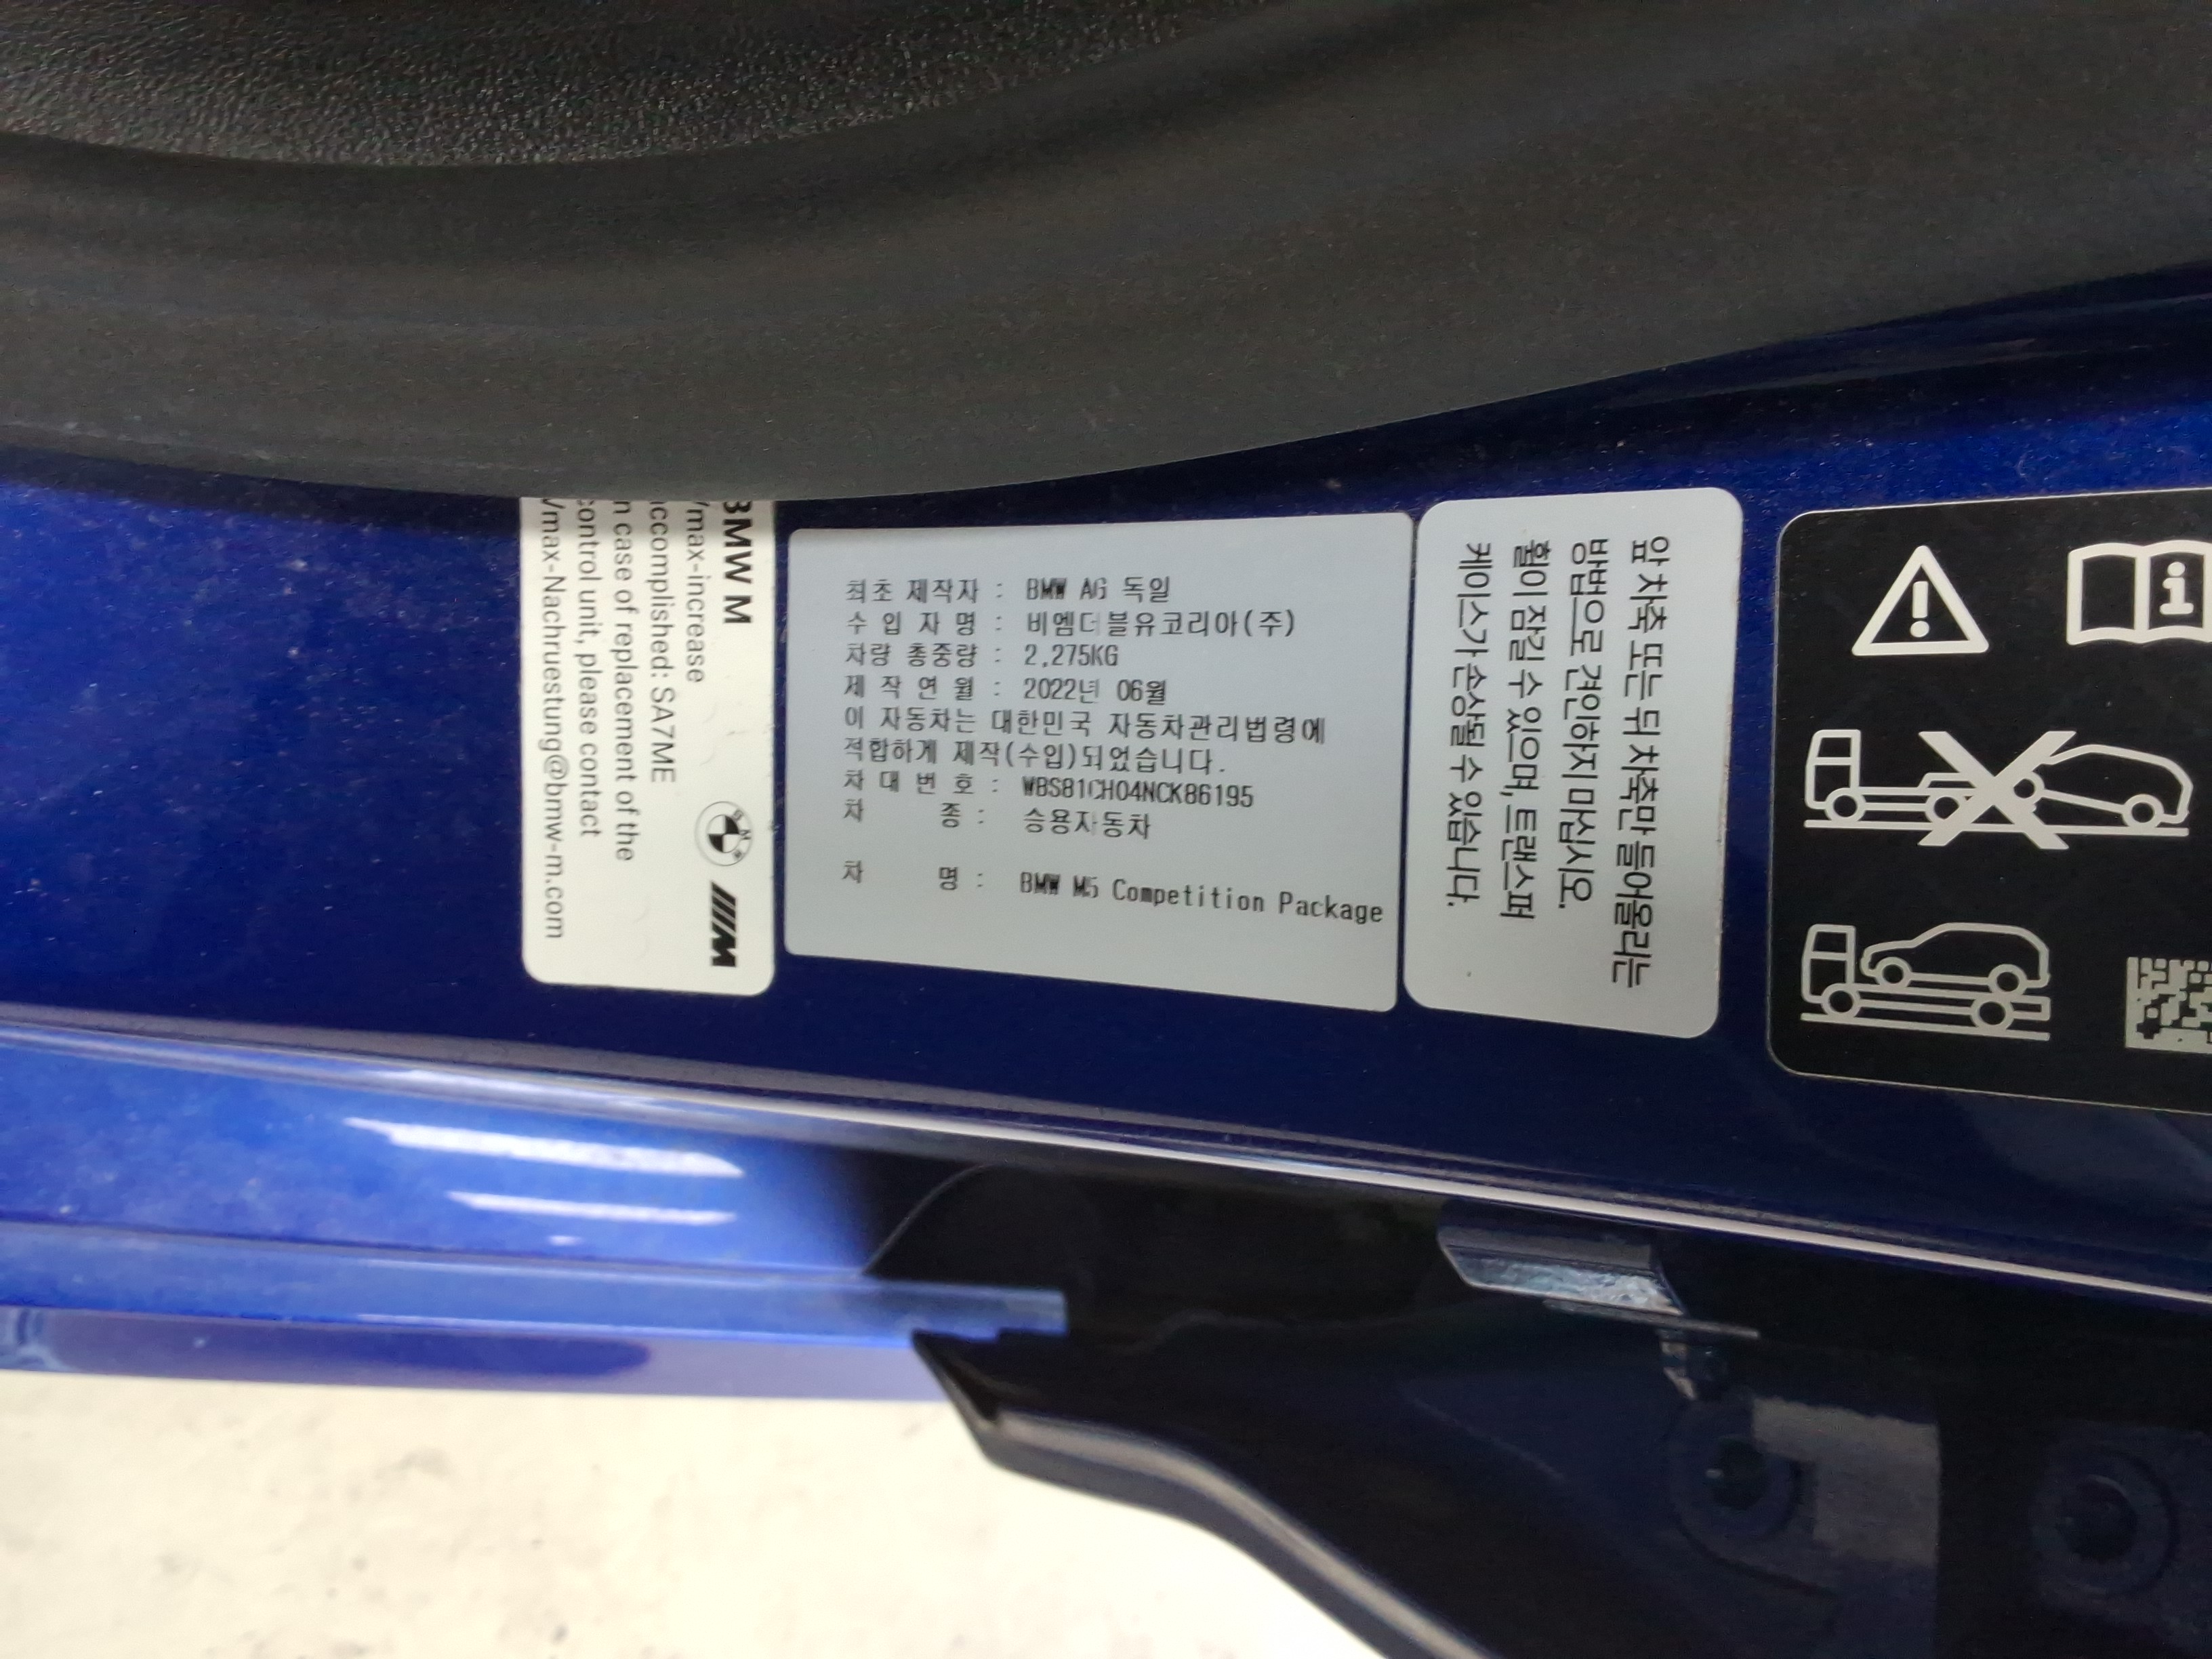 BMW M
Vmax-increase
accomplished: SA7ME
in case of replacement of the
control unit, please contact
Vmax-Nachruestung@bmw-m.com
최초 제작자 : BMW AG 독일
수 입 자 명 : 비엠더블유코리아(주)
차량 총중량 : 2,275KG
제 작 연 월 : 2022년 06월
이 자동차는 대한민국 자동차관리법령에
적합하게 제작(수입)되었습니다.
차 대 번 호 : WBS81CH04NCK86195
차 종 : 승용자동차
차 명 : BMW M5 Competition Package
앞 차축 또는 뒤 차축만 들어올리는
방법으로 견인하지 마십시오.
휠이 잠길 수 있으며, 트랜스퍼
케이스가 손상될 수 있습니다.